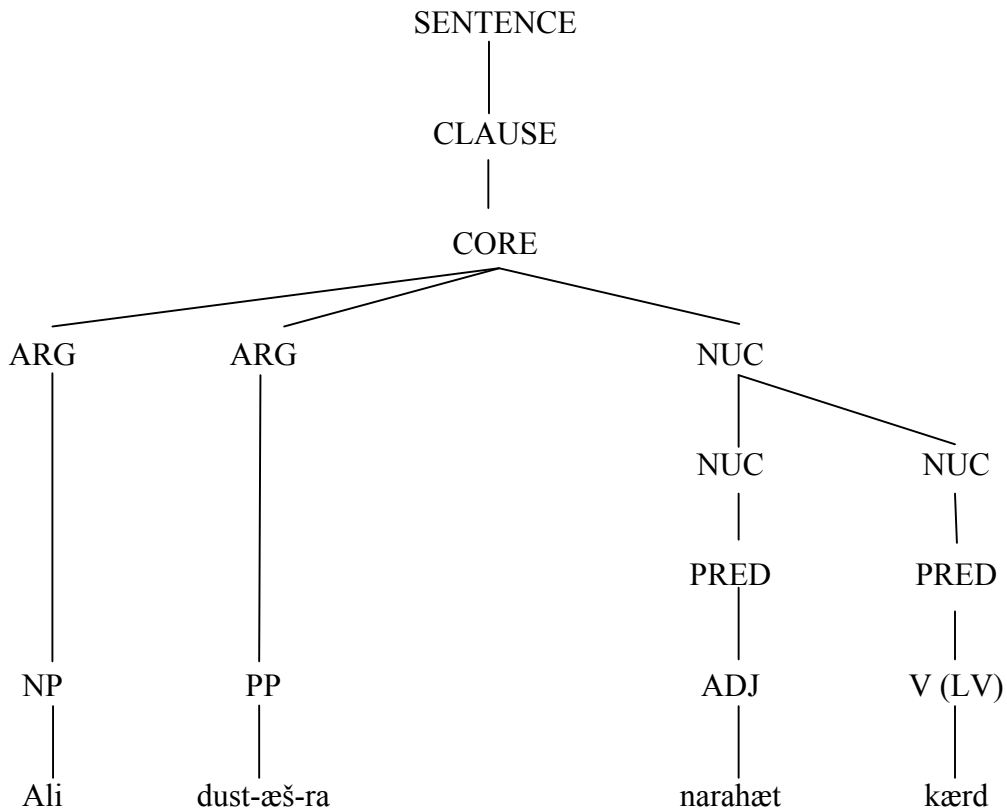 SENTENCE
CLAUSE
CORE
ARG ARG NUC
NUC NUC
PRED PRED
NP PP ADJ V (LV)
Ali dust-æš-ra narahæt kærd